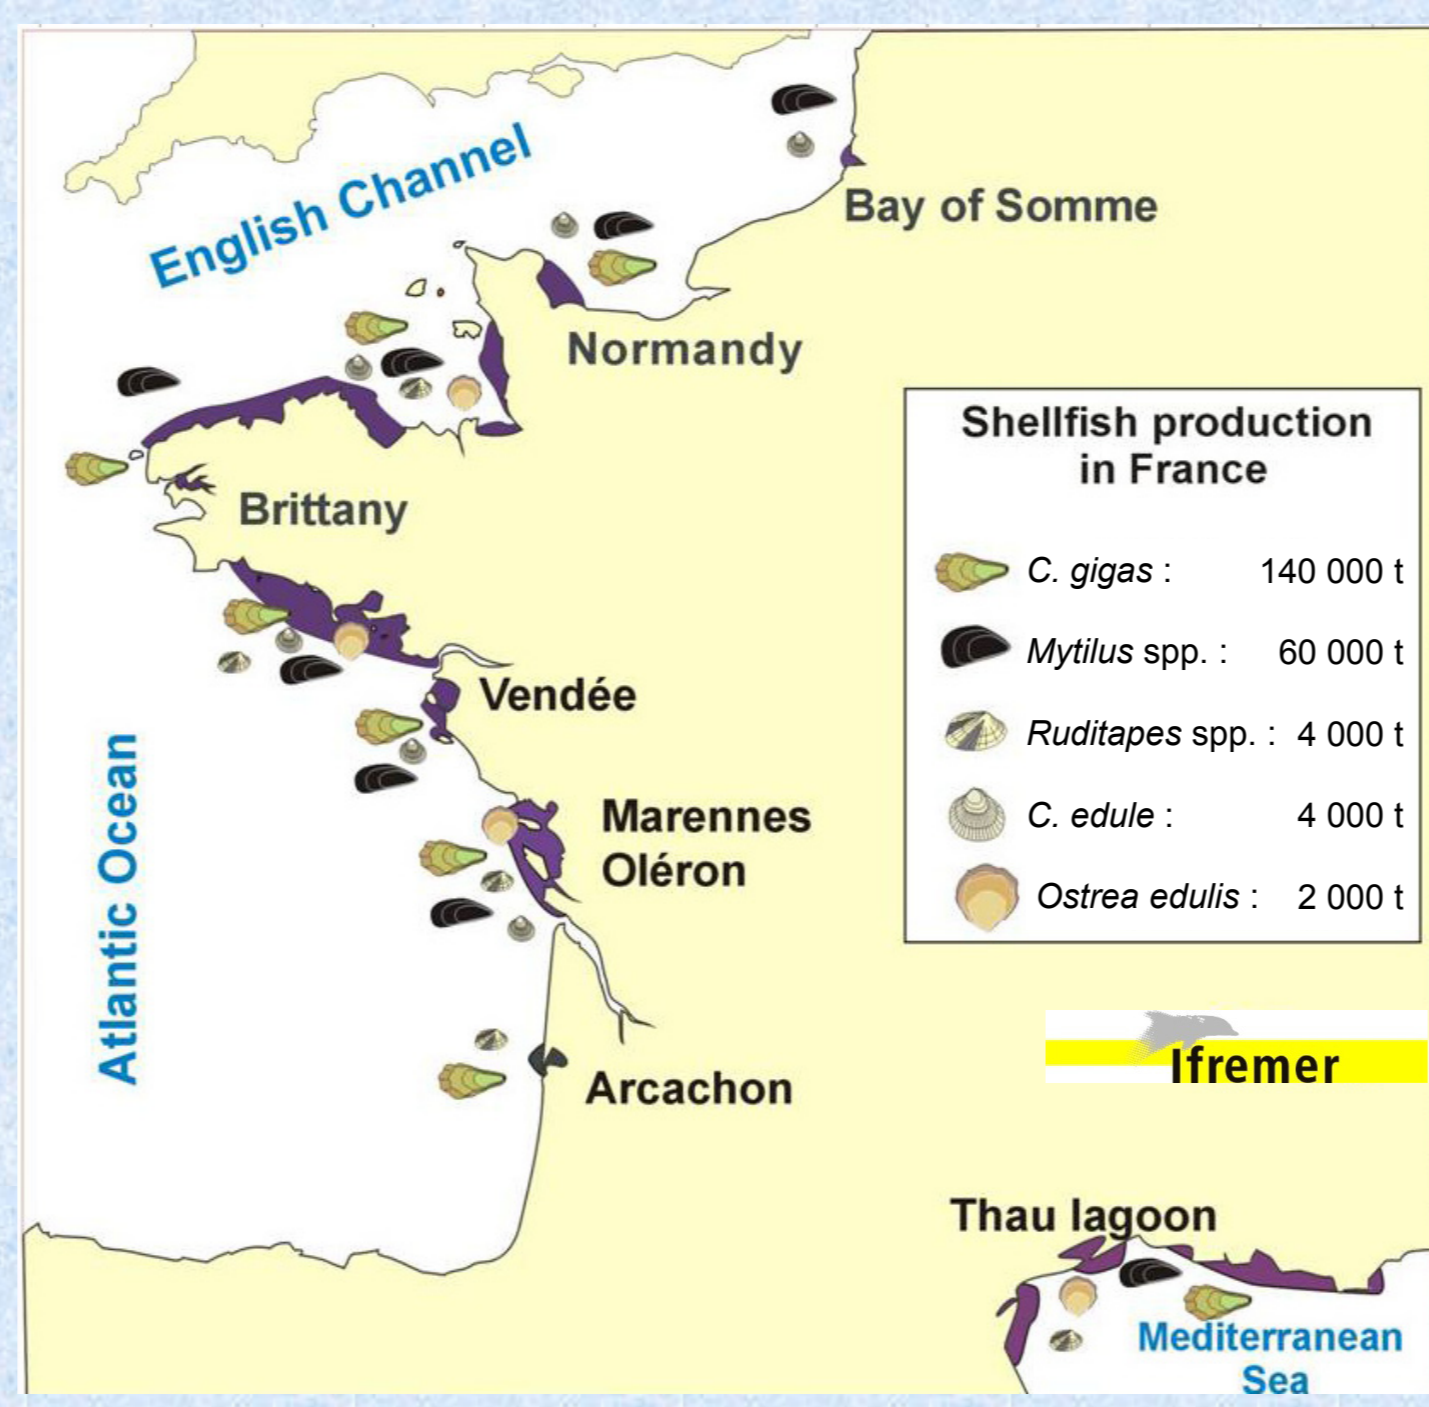 English Channel
Bay of Somme
Normandy
Brittany
Shellfish production
in France
C. gigas : 140 000 t
Mytilus spp. : 60 000 t
Ruditapes spp. : 4 000 t
C. edule : 4 000 t
Ostrea edulis : 2 000 t
Vendée
Marennes
Oléron
Atlantic Ocean
Ifremer
Arcachon
Thau lagoon
Mediterranean
Sea